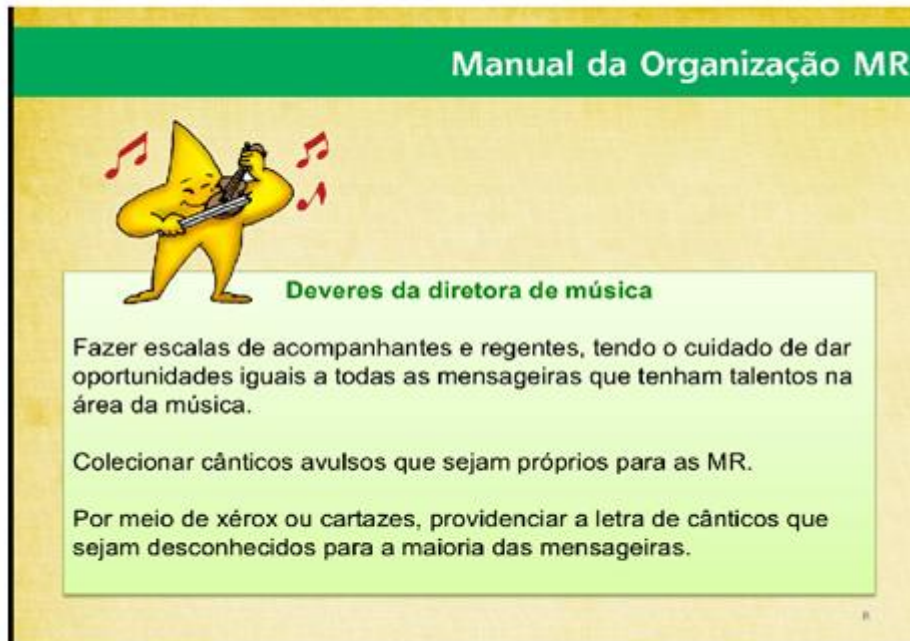 Manual da Organização MR
Deveres da diretora de música
Fazer escalas de acompanhantes e regentes, tendo o cuidado de dar
oportunidades iguais a todas as mensageiras que tenham talentos na
área da música.
Colecionar cânticos avulsos que sejam próprios para as MR.
Por meio de xérox ou cartazes, providenciar a letra de cânticos que
sejam desconhecidos para a maioria das mensageiras.